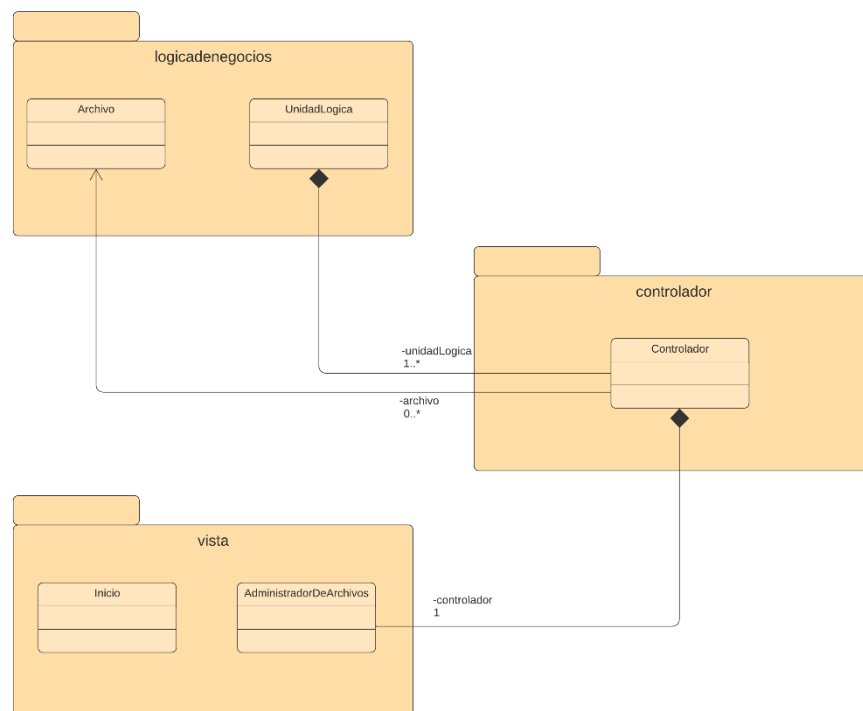 logicadenegocios
Archivo
UnidadLogica
controlador
Controlador
-unidadLogica
1..*
-archivo
0..*
vista
Inicio
AdministradorDeArchivos
-controlador
1